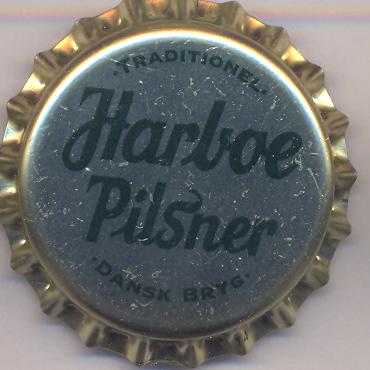 ·TRADITIONEL·
Harboe
Pilsner
·DANSK BRYG·